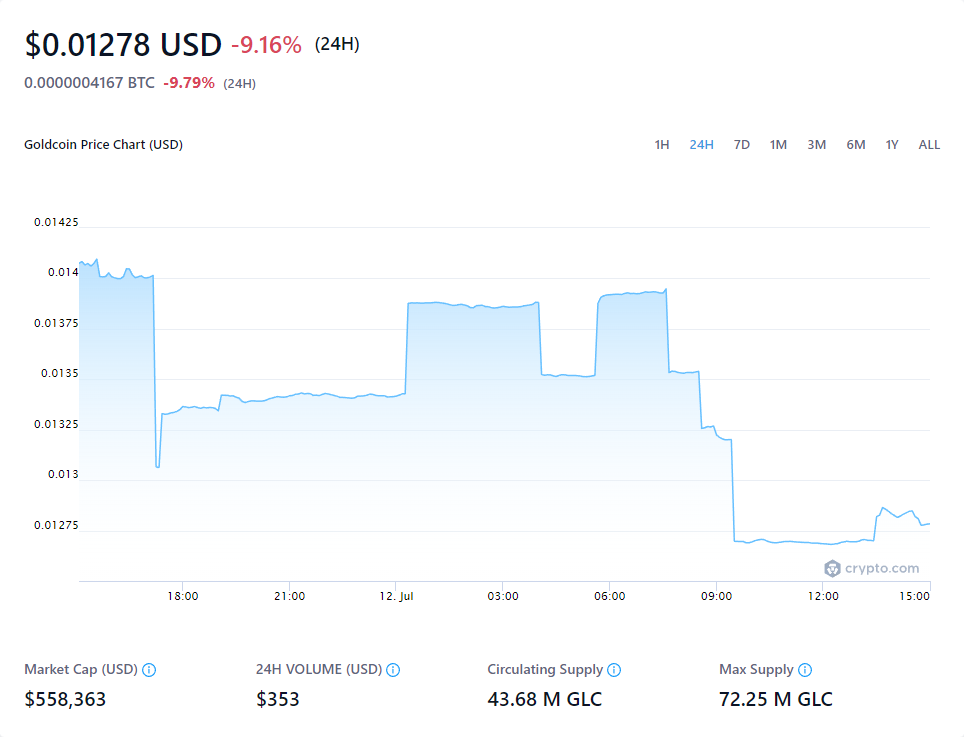 $0.01278 USD -9.16% (24H)
0.0000004167 BTC -9.79% (24H)
Goldcoin Price Chart (USD) 1H 24H 7D 1M 3M 6M 1Y ALL
0.01425
0.014
0.01375
0.0135
0.01325
0.013
0.01275
crypto.com
18:00 21:00 12. Jul 03:00 06:00 09:00 12:00 15:00
Market Cap (USD) 24H VOLUME (USD) Circulating Supply Max Supply
$558,363 $353 43.68 M GLC 72.25 M GLC